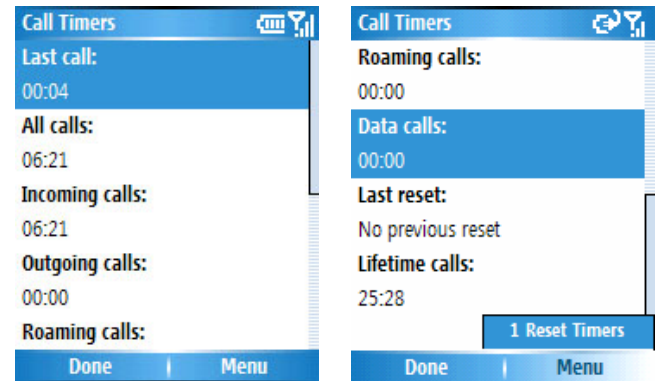 Call Timers
Last call:
00:04
All calls:
06:21
Incoming calls:
06:21
Outgoing calls:
00:00
Roaming calls:
Done Menu
Call Timers
Roaming calls:
00:00
Data calls:
00:00
Last reset:
No previous reset
Lifetime calls:
25:28
1 Reset Timers
Done Menu